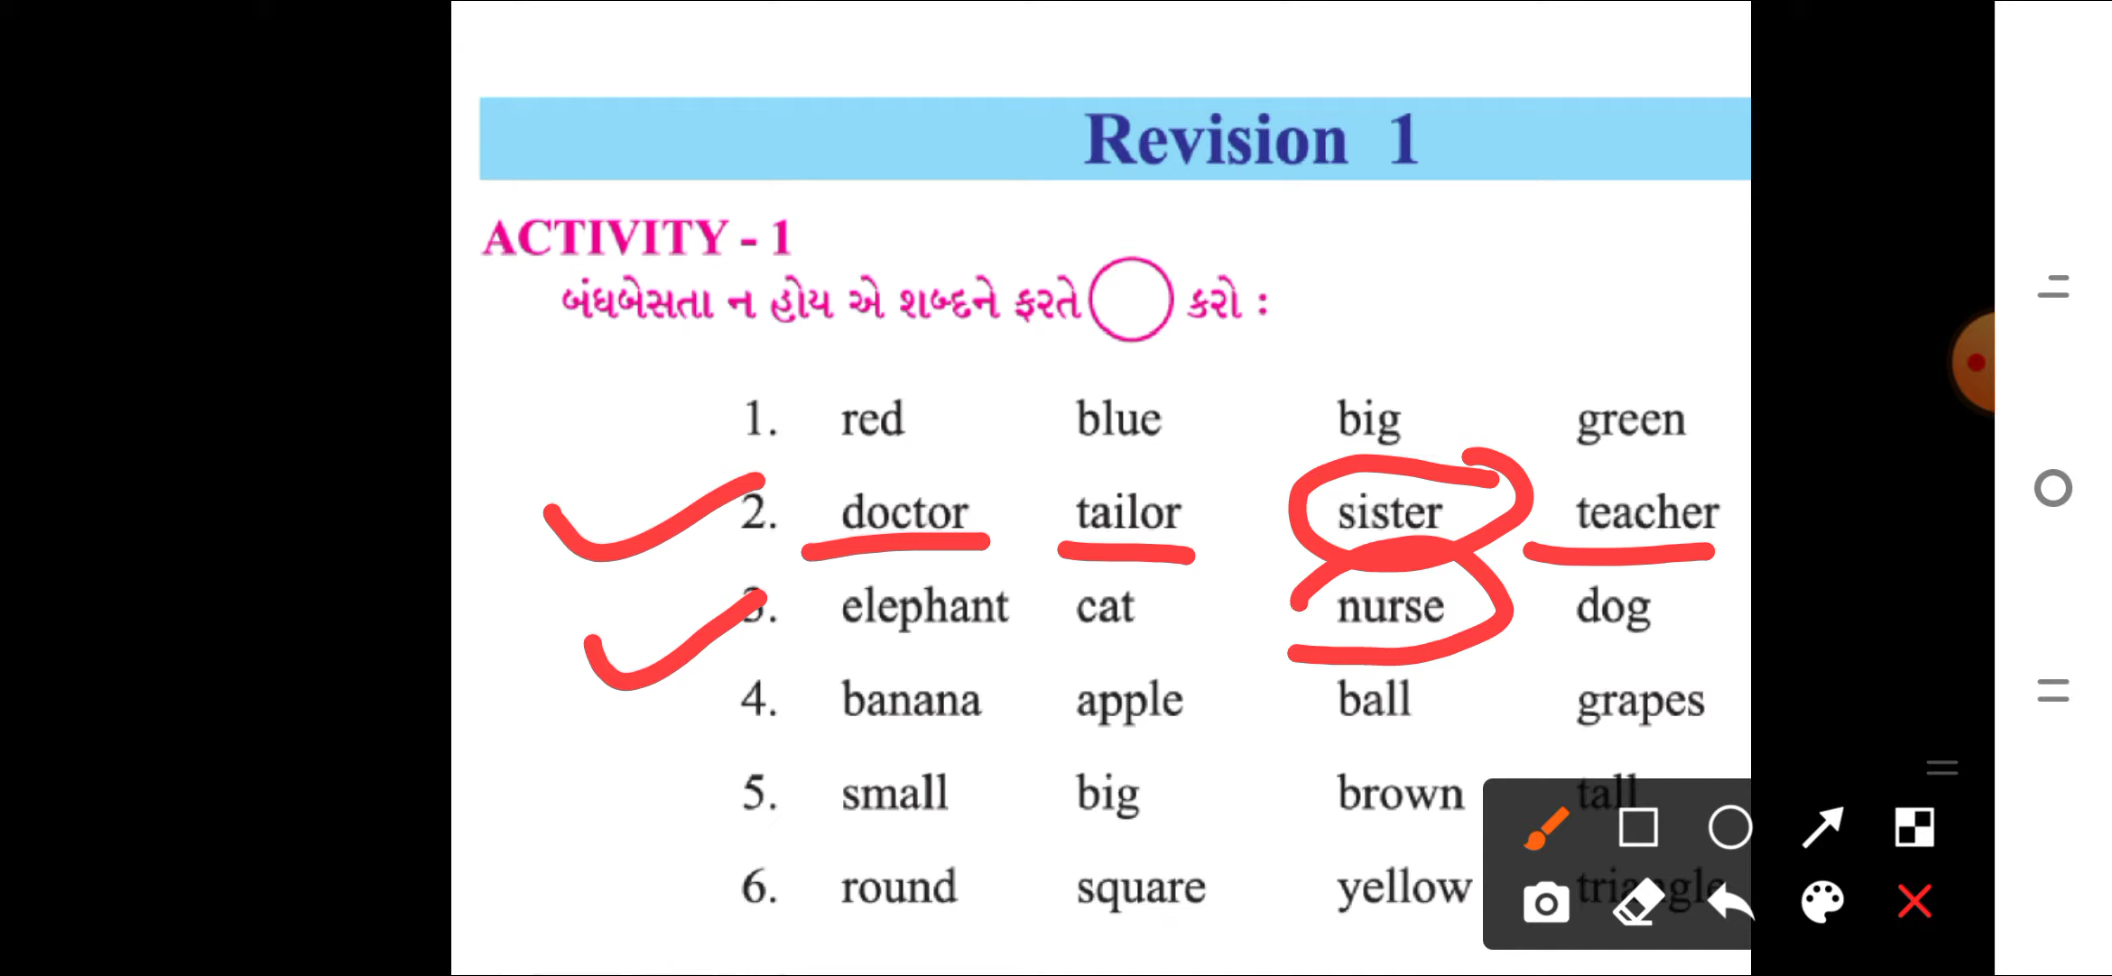 Revision 1
ACTIVITY - 1
બંધબેસતા ન હોય એ શબ્દને ફરતે ◯ કરો :
1. red blue big green
2. doctor tailor sister teacher
3. elephant cat nurse dog
4. banana apple ball grapes
5. small big brown tall
6. round square yellow triangle